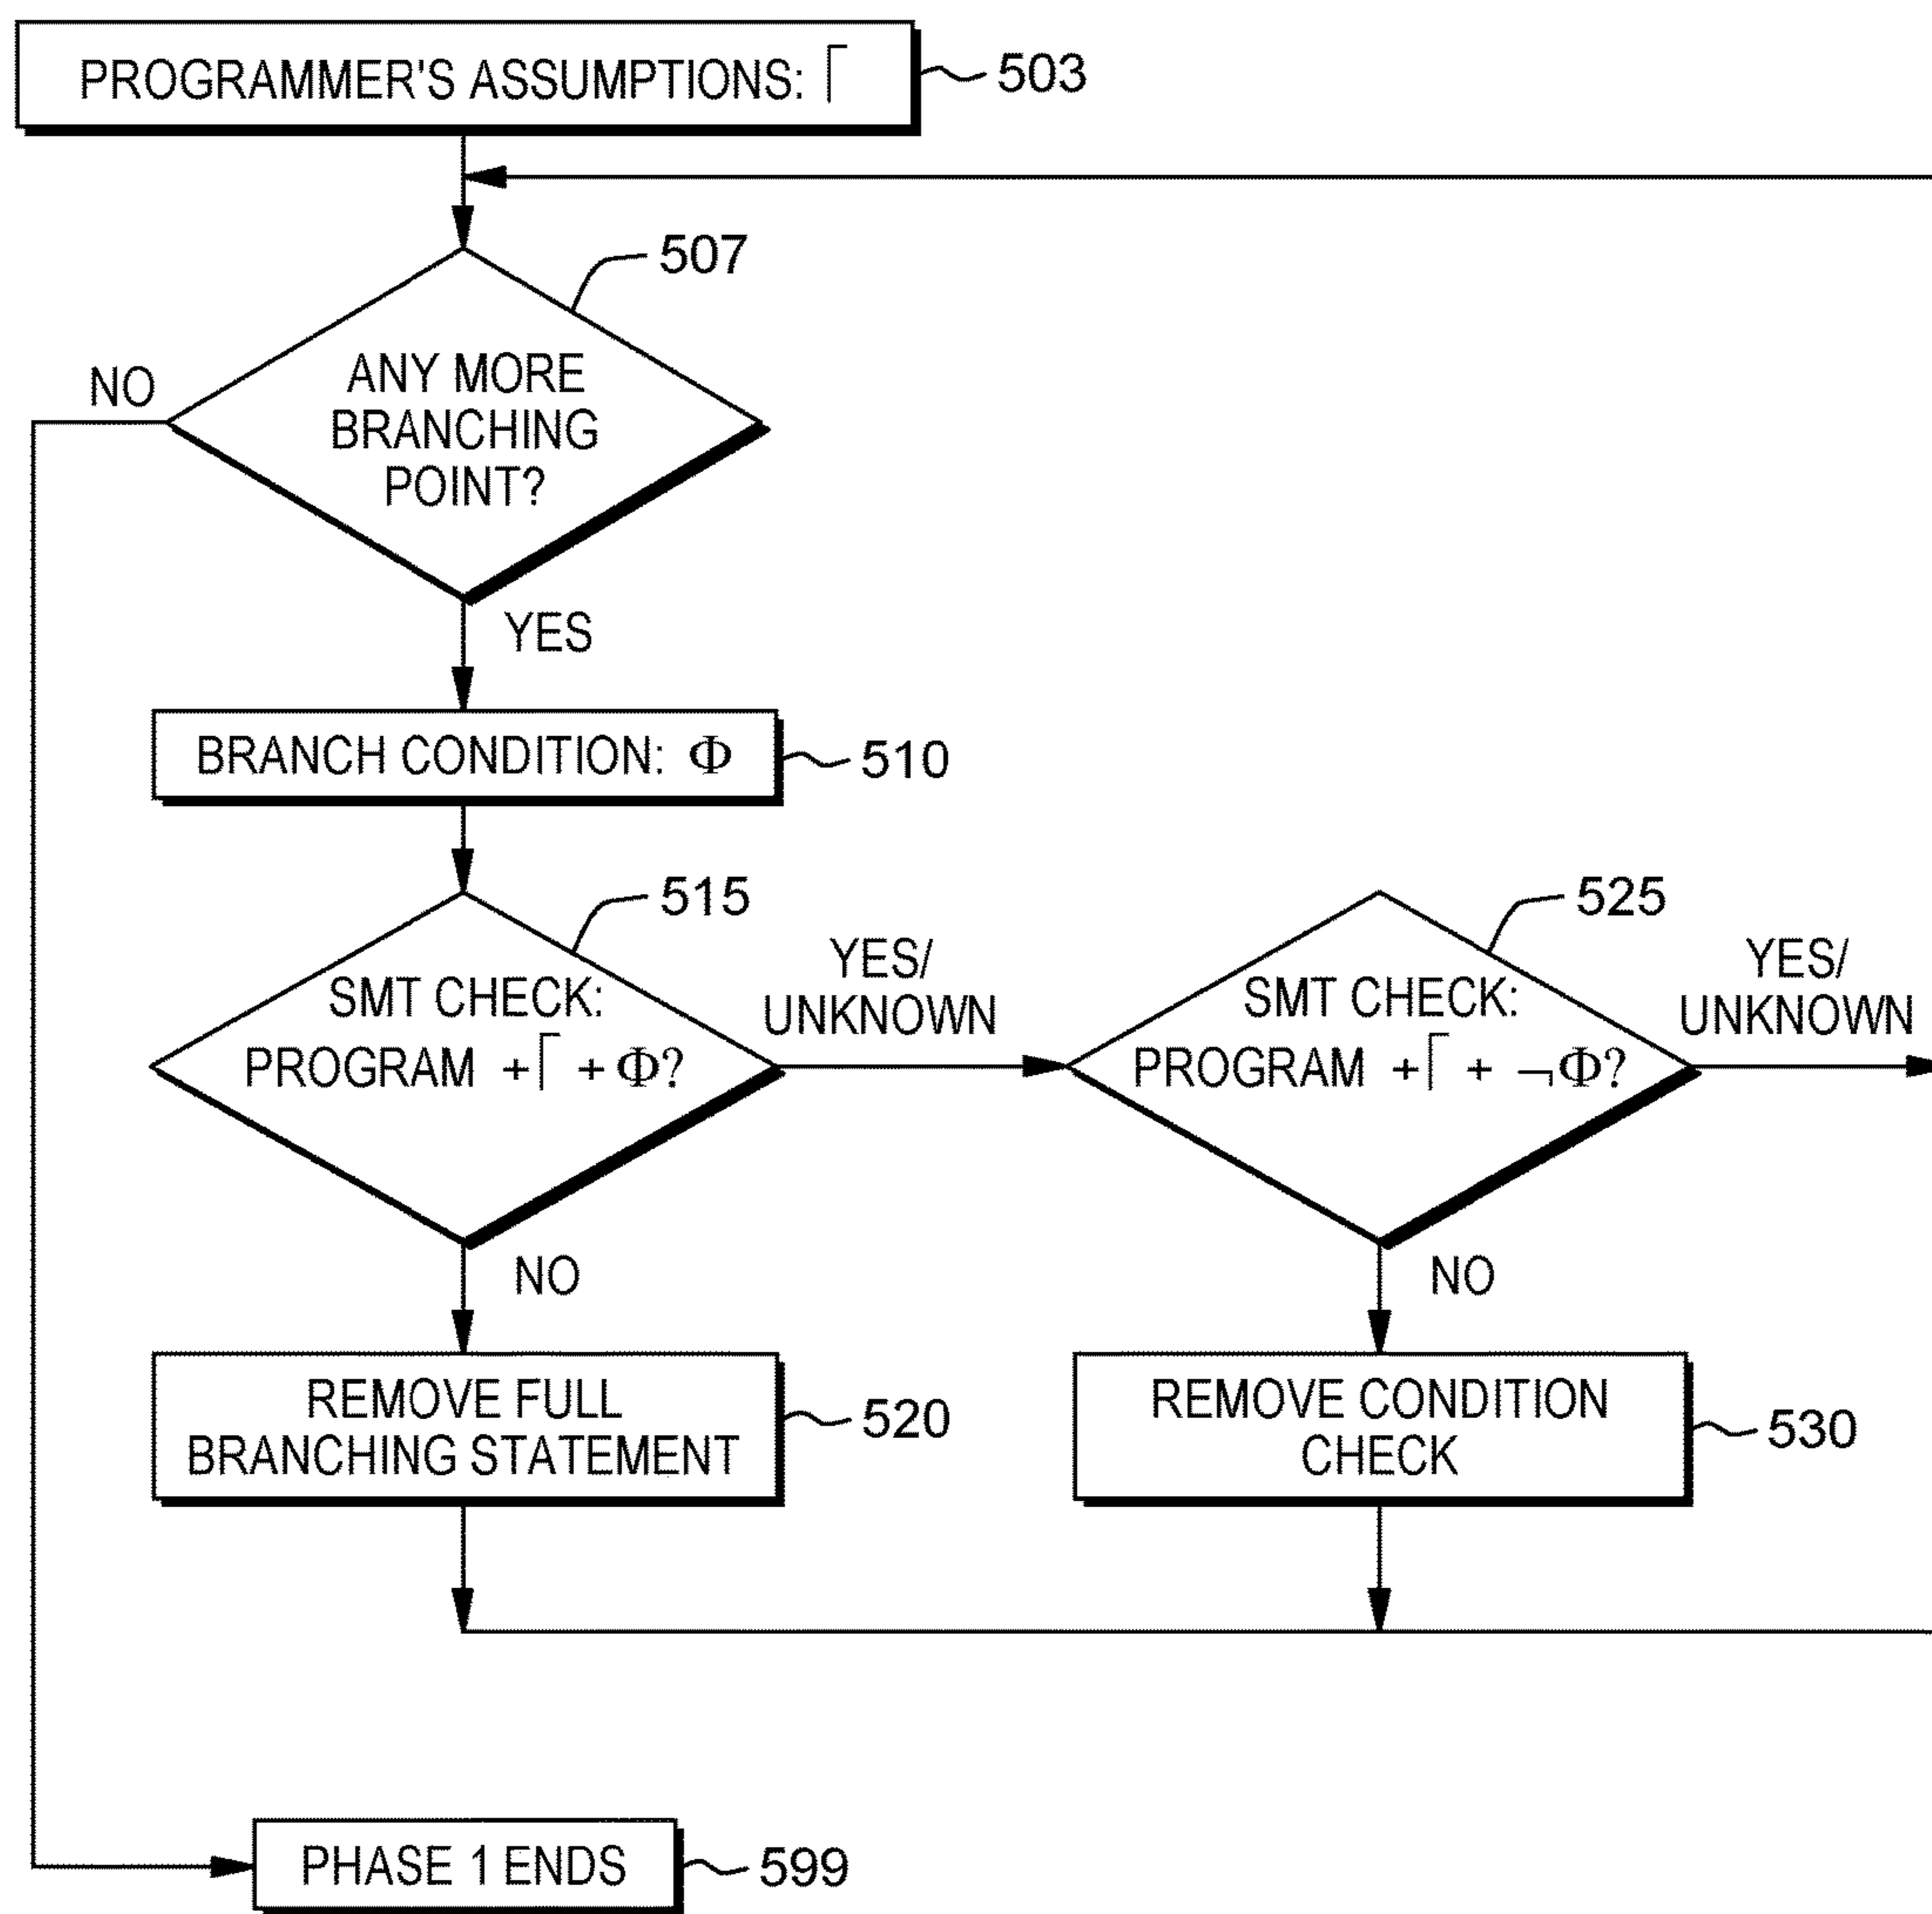 PROGRAMMER'S ASSUMPTIONS: Γ
503
507
NO
ANY MORE
BRANCHING
POINT?
YES
BRANCH CONDITION: Φ
510
515
525
YES/
UNKNOWN
YES/
UNKNOWN
SMT CHECK:
PROGRAM +Γ + Φ?
SMT CHECK:
PROGRAM +Γ + ¬Φ?
NO
NO
REMOVE FULL
BRANCHING STATEMENT
520
REMOVE CONDITION
CHECK
530
PHASE 1 ENDS
599